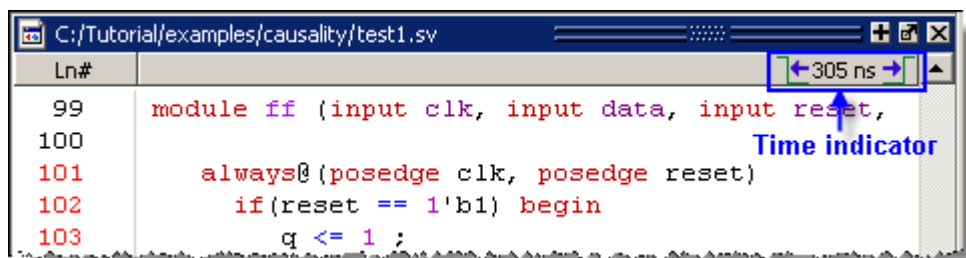 C:/Tutorial/examples/causality/test1.sv
Ln# 305 ns
99 module ff (input clk, input data, input reset,
100
Time indicator
101 always@(posedge clk, posedge reset)
102 if(reset == 1'b1) begin
103 q <= 1 ;